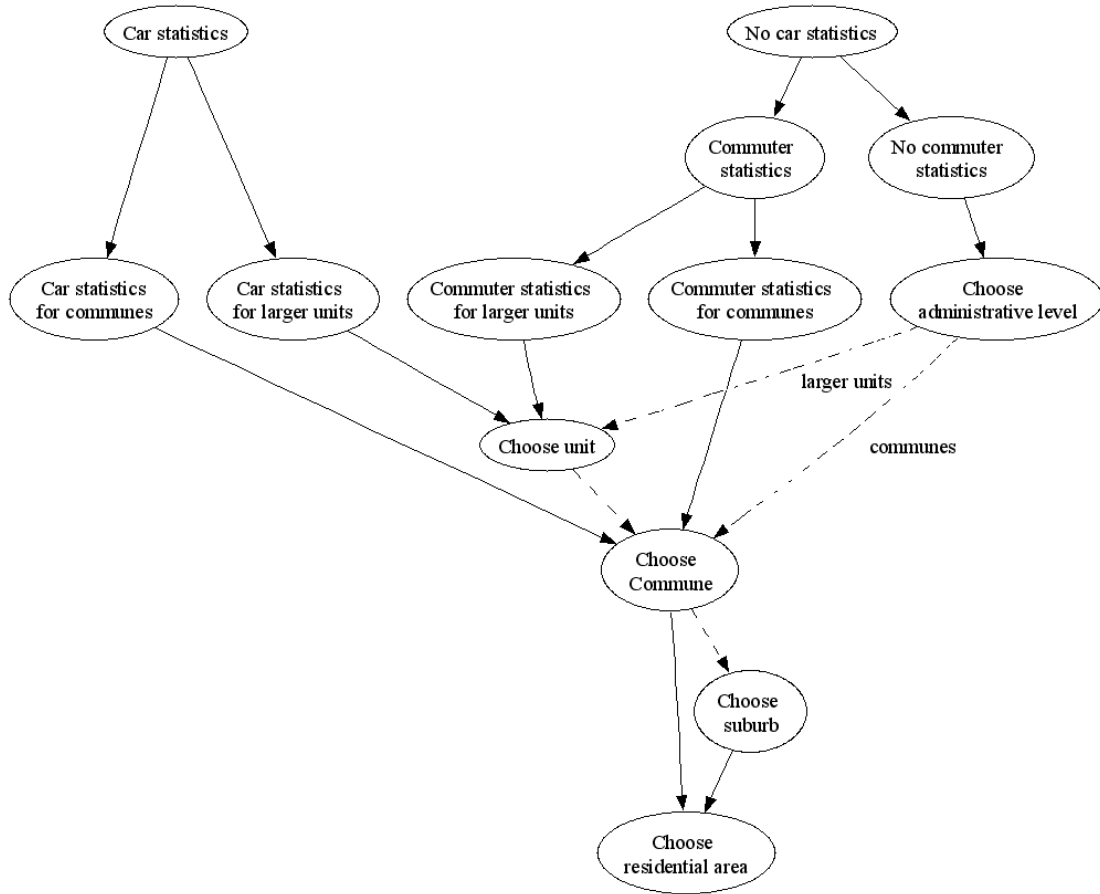 Car statistics
No car statistics
Commuter
statistics
No commuter
statistics
Car statistics
for communes
Car statistics
for larger units
Commuter statistics
for larger units
Commuter statistics
for communes
Choose
administrative level
larger units
communes
Choose unit
Choose
Commune
Choose
suburb
Choose
residential area